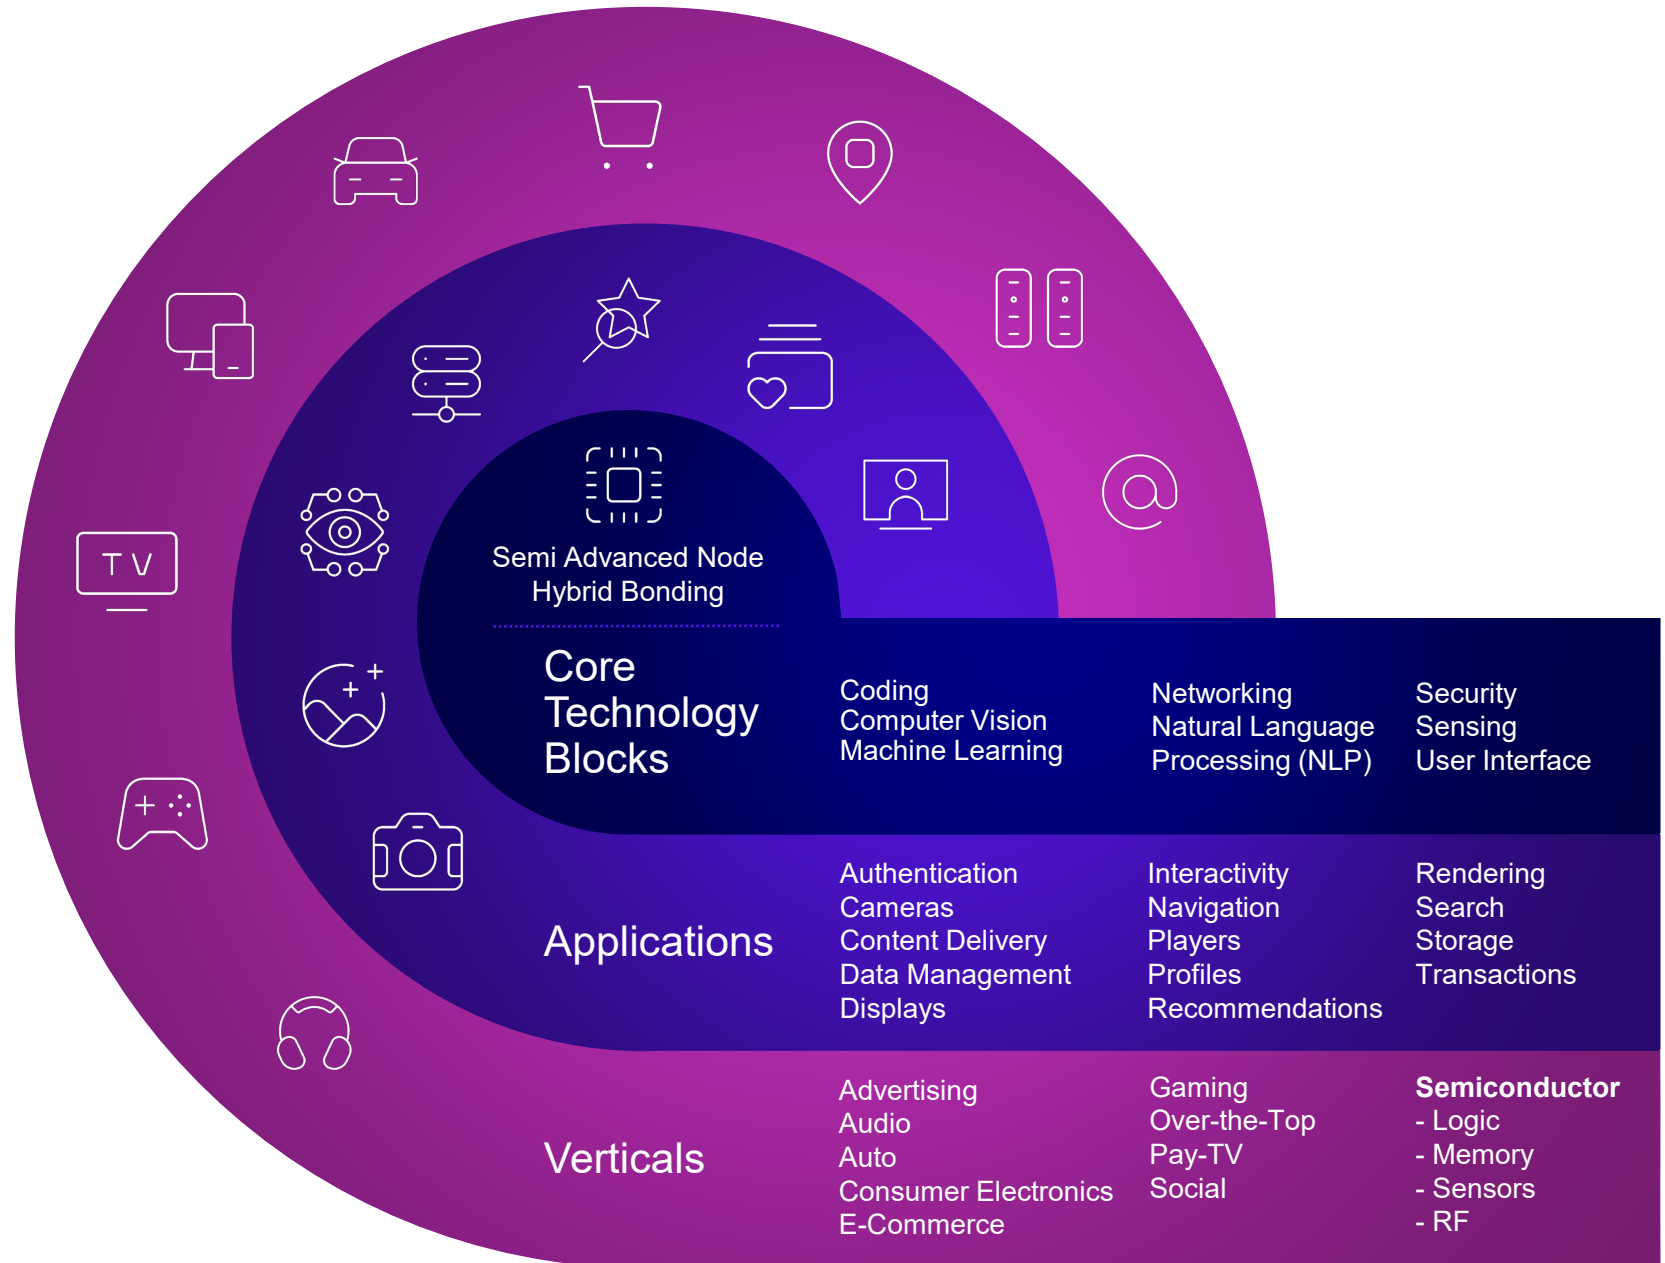 TV
Semi Advanced Node
Hybrid Bonding
Core
Technology
Blocks
Coding
Computer Vision
Machine Learning
Networking
Natural Language
Processing (NLP)
Security
Sensing
User Interface
Applications
Authentication
Cameras
Content Delivery
Data Management
Displays
Interactivity
Navigation
Players
Profiles
Recommendations
Rendering
Search
Storage
Transactions
Verticals
Advertising
Audio
Auto
Consumer Electronics
E-Commerce
Gaming
Over-the-Top
Pay-TV
Social
Semiconductor
- Logic
- Memory
- Sensors
- RF